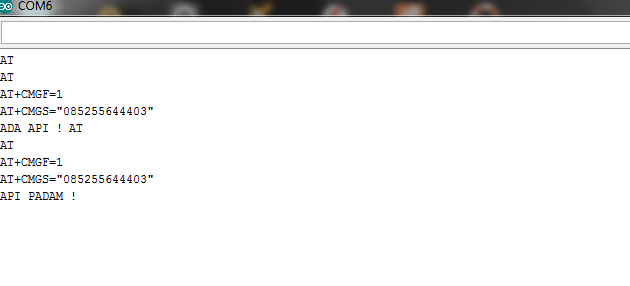 COM6
AT
AT
AT+CMGF=1
AT+CMGS="085255644403"
ADA API ! AT
AT
AT+CMGF=1
AT+CMGS="085255644403"
API PADAM !